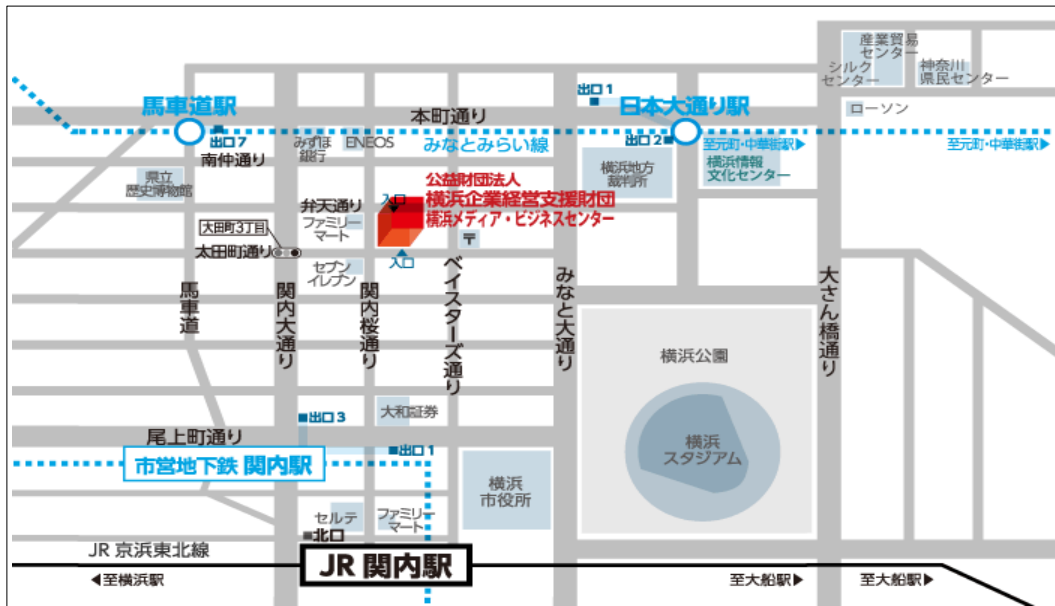 産業貿易
センター
シルク
センター
神奈川
県民センター
出口1
馬車道駅
日本大通り駅
本町通り
ローソン
出口7
南仲通り
みずほ
銀行
ENEOS
みなとみらい線
出口2
至元町・中華街駅▶
至元町・中華街駅▶
横浜地方
裁判所
横浜情報
文化センター
県立
歴史博物館
公益財団法人
横浜企業経営支援財団
横浜メディア・ビジネスセンター
入口
弁天通り
ファミリー
マート
大田町3丁目
太田町通り
〒
入口
セブン
イレブン
馬車道
関内大通り
関内桜通り
ベイスターズ通り
みなと大通り
大さん橋通り
横浜公園
横浜
スタジアム
大和証券
出口3
尾上町通り
出口1
市営地下鉄 関内駅
横浜
市役所
セルテ
ファミリー
マート
北口
JR 京浜東北線
JR 関内駅
◀至横浜駅
至大船駅▶
至大船駅▶